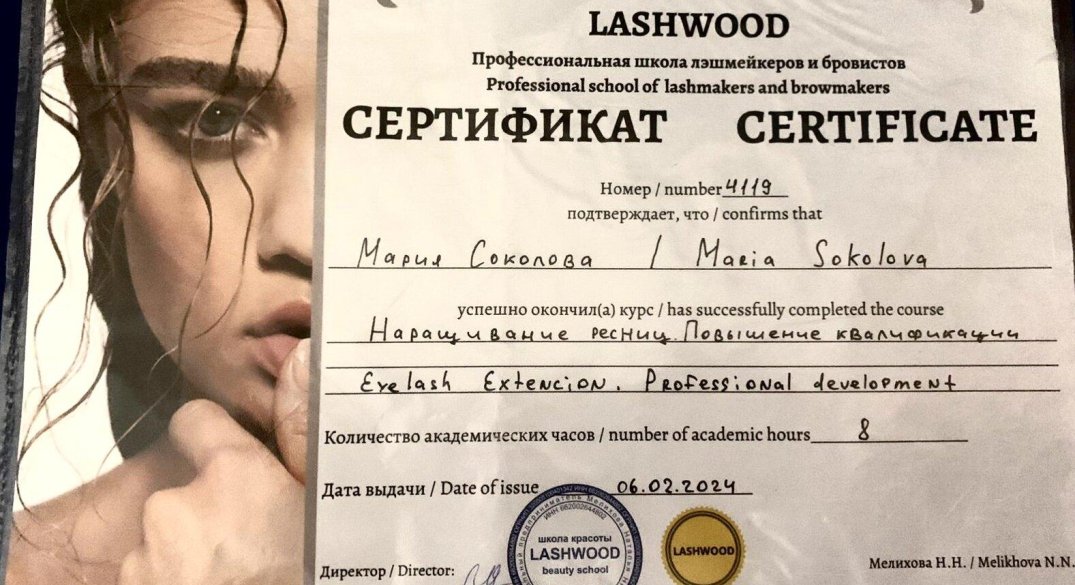 LASHWOOD
Профессиональная школа лэшмейкеров и бровистов
Professional school of lashmakers and browmakers
СЕРТИФИКАТ CERTIFICATE
Номер / number 4119
подтверждает, что / confirms that
Мария Соколова / Maria Sokolova
успешно окончил(а) курс / has successfully completed the course
Наращивание ресниц. Повышение квалификации
Eyelash Extencion. Professional development
Количество академических часов / number of academic hours 8
Дата выдачи / Date of issue 06.02.2024
школа красоты
LASHWOOD
beauty school
LASHWOOD
Директор / Director:
Мелихова Н.Н. / Melikhova N.N.